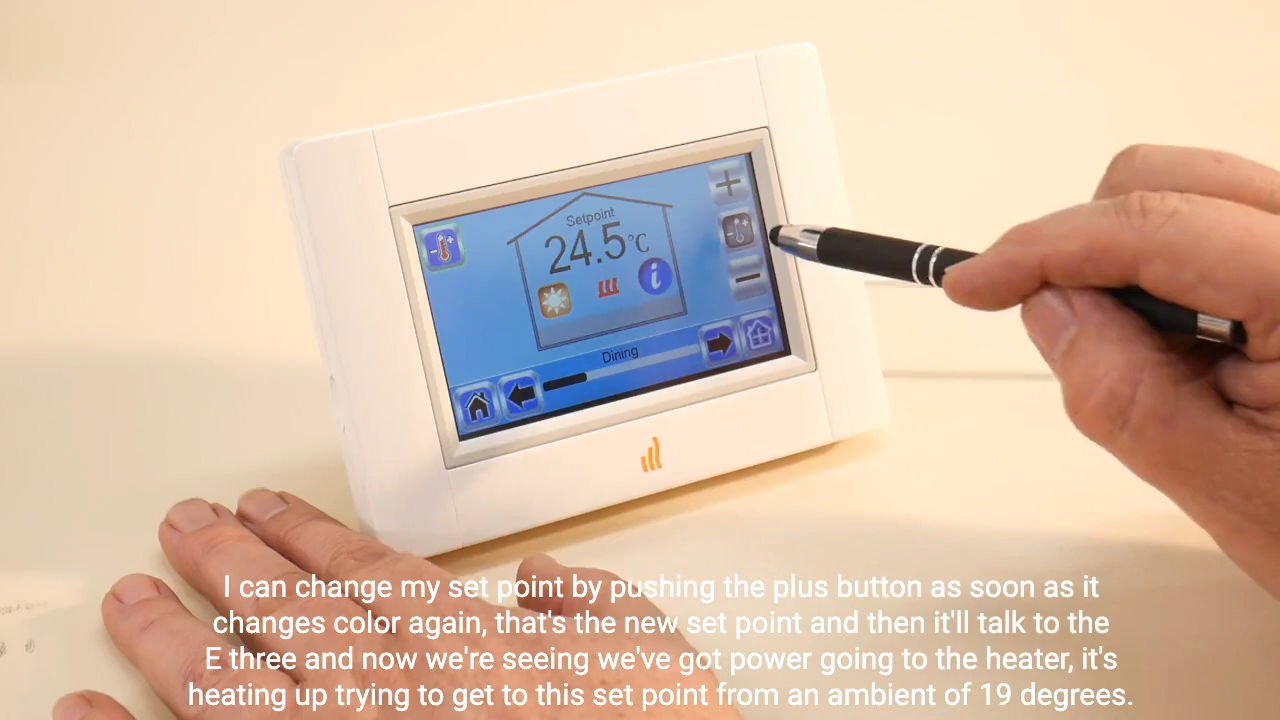 Setpoint
24.5°C
i
Dining
I can change my set point by pushing the plus button as soon as it
changes color again, that's the new set point and then it'll talk to the
E three and now we're seeing we've got power going to the heater, it's
heating up trying to get to this set point from an ambient of 19 degrees.